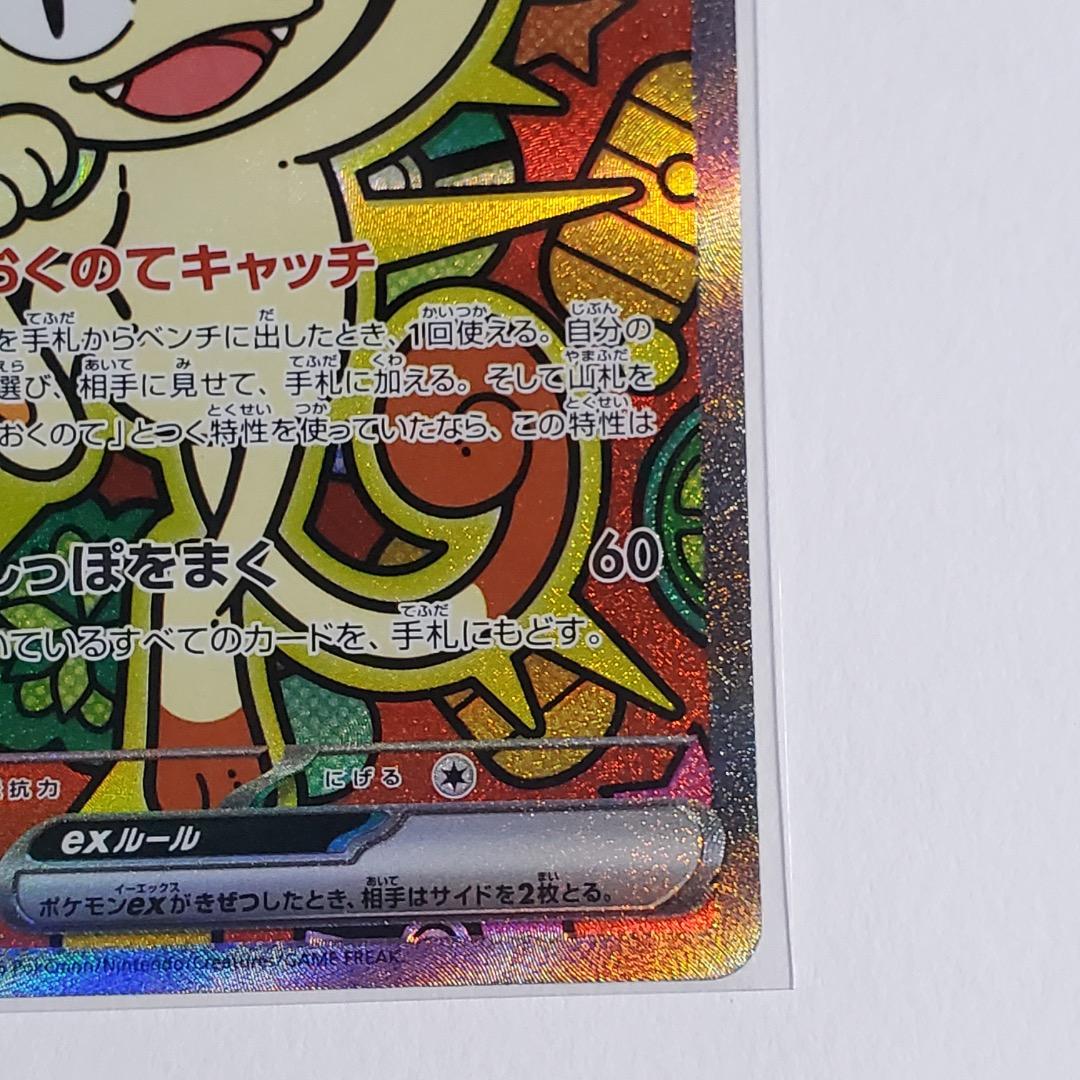 おくのてキャッチ
を手札からベンチに出したとき、1回使える。自分の
選び、相手に見せて、手札に加える。そして山札を
おくのて」とつく特性を使っていたなら、この特性は
しっぽをまく 60
いているすべてのカードを、手札にもどす。
抗力 にげる
exルール
ポケモンexがきぜつしたとき、相手はサイドを2枚とる。
Pokémon/Nintendo/Creatures/GAME FREAK.